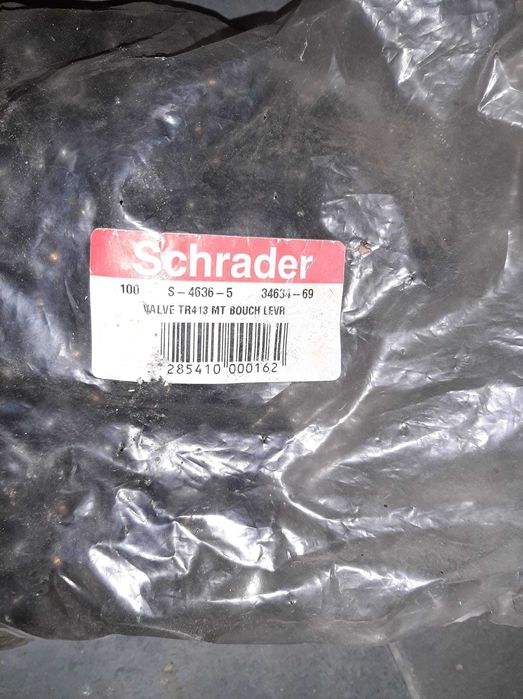 Schrader
100 S-4636-5 34634-69
VALVE TR413 MT BOUCH LEVR
285410 000162